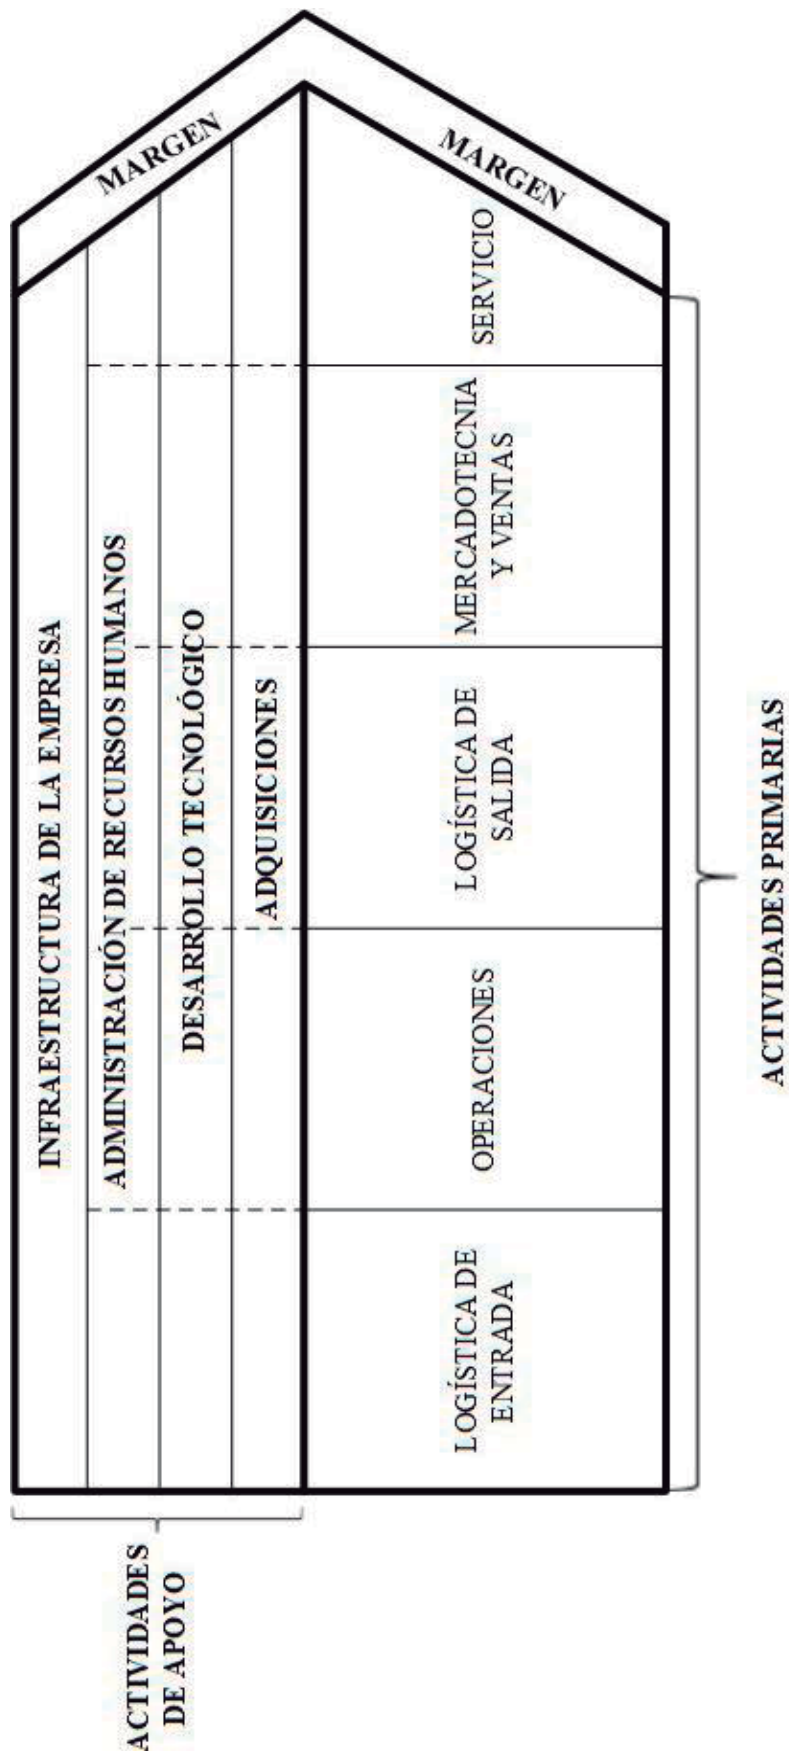 INFRAESTRUCTURA DE LA EMPRESA
ADMINISTRACIÓN DE RECURSOS HUMANOS
DESARROLLO TECNOLÓGICO
ADQUISICIONES
ACTIVIDADES
DE APOYO
MARGEN
LOGÍSTICA DE
ENTRADA
OPERACIONES
LOGÍSTICA DE
SALIDA
MERCADOTECNIA
Y VENTAS
SERVICIO
MARGEN
ACTIVIDADES PRIMARIAS